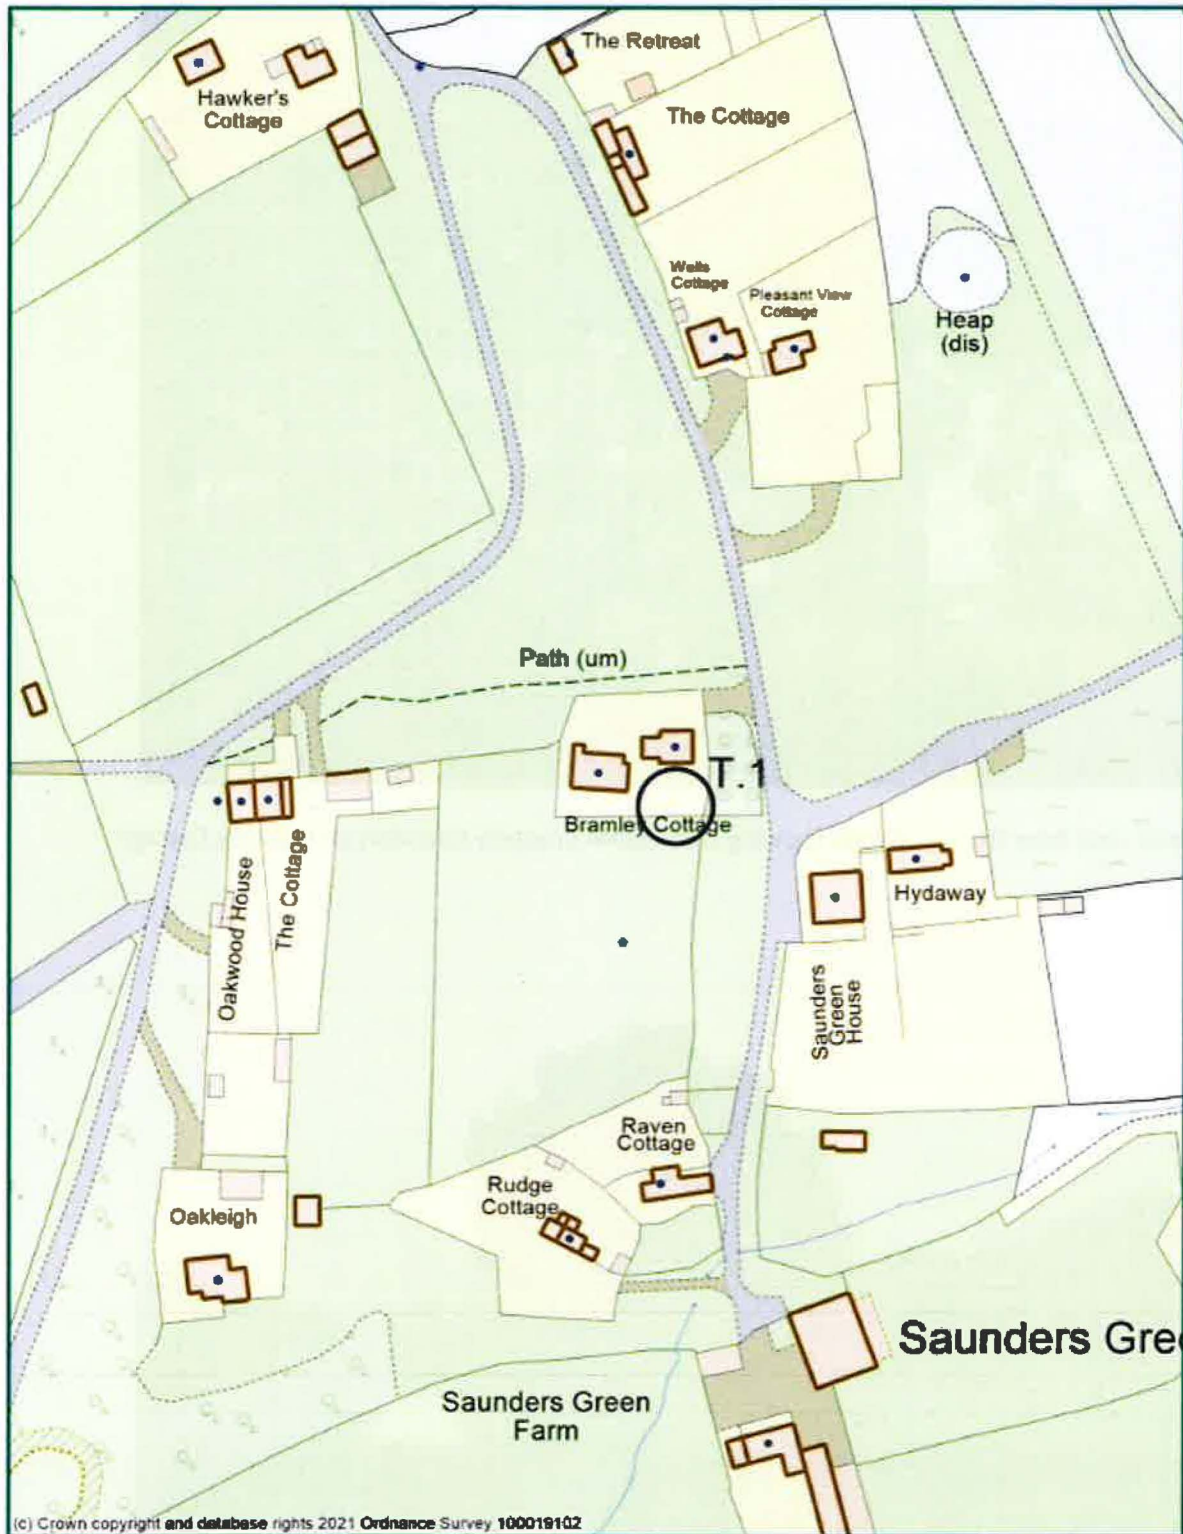 The Retreat
Hawker's
Cottage
The Cottage
Wells
Cottage
Pleasant View
Cottage
Heap
(dis)
Path (um)
T.1
Bramley Cottage
Hydaway
Oakwood House
The Cottage
Saunders
Green
House
Raven
Cottage
Rudge
Cottage
Oakleigh
Saunders Gree
Saunders Green
Farm
(c) Crown copyright and database rights 2021 Ordnance Survey 100019102